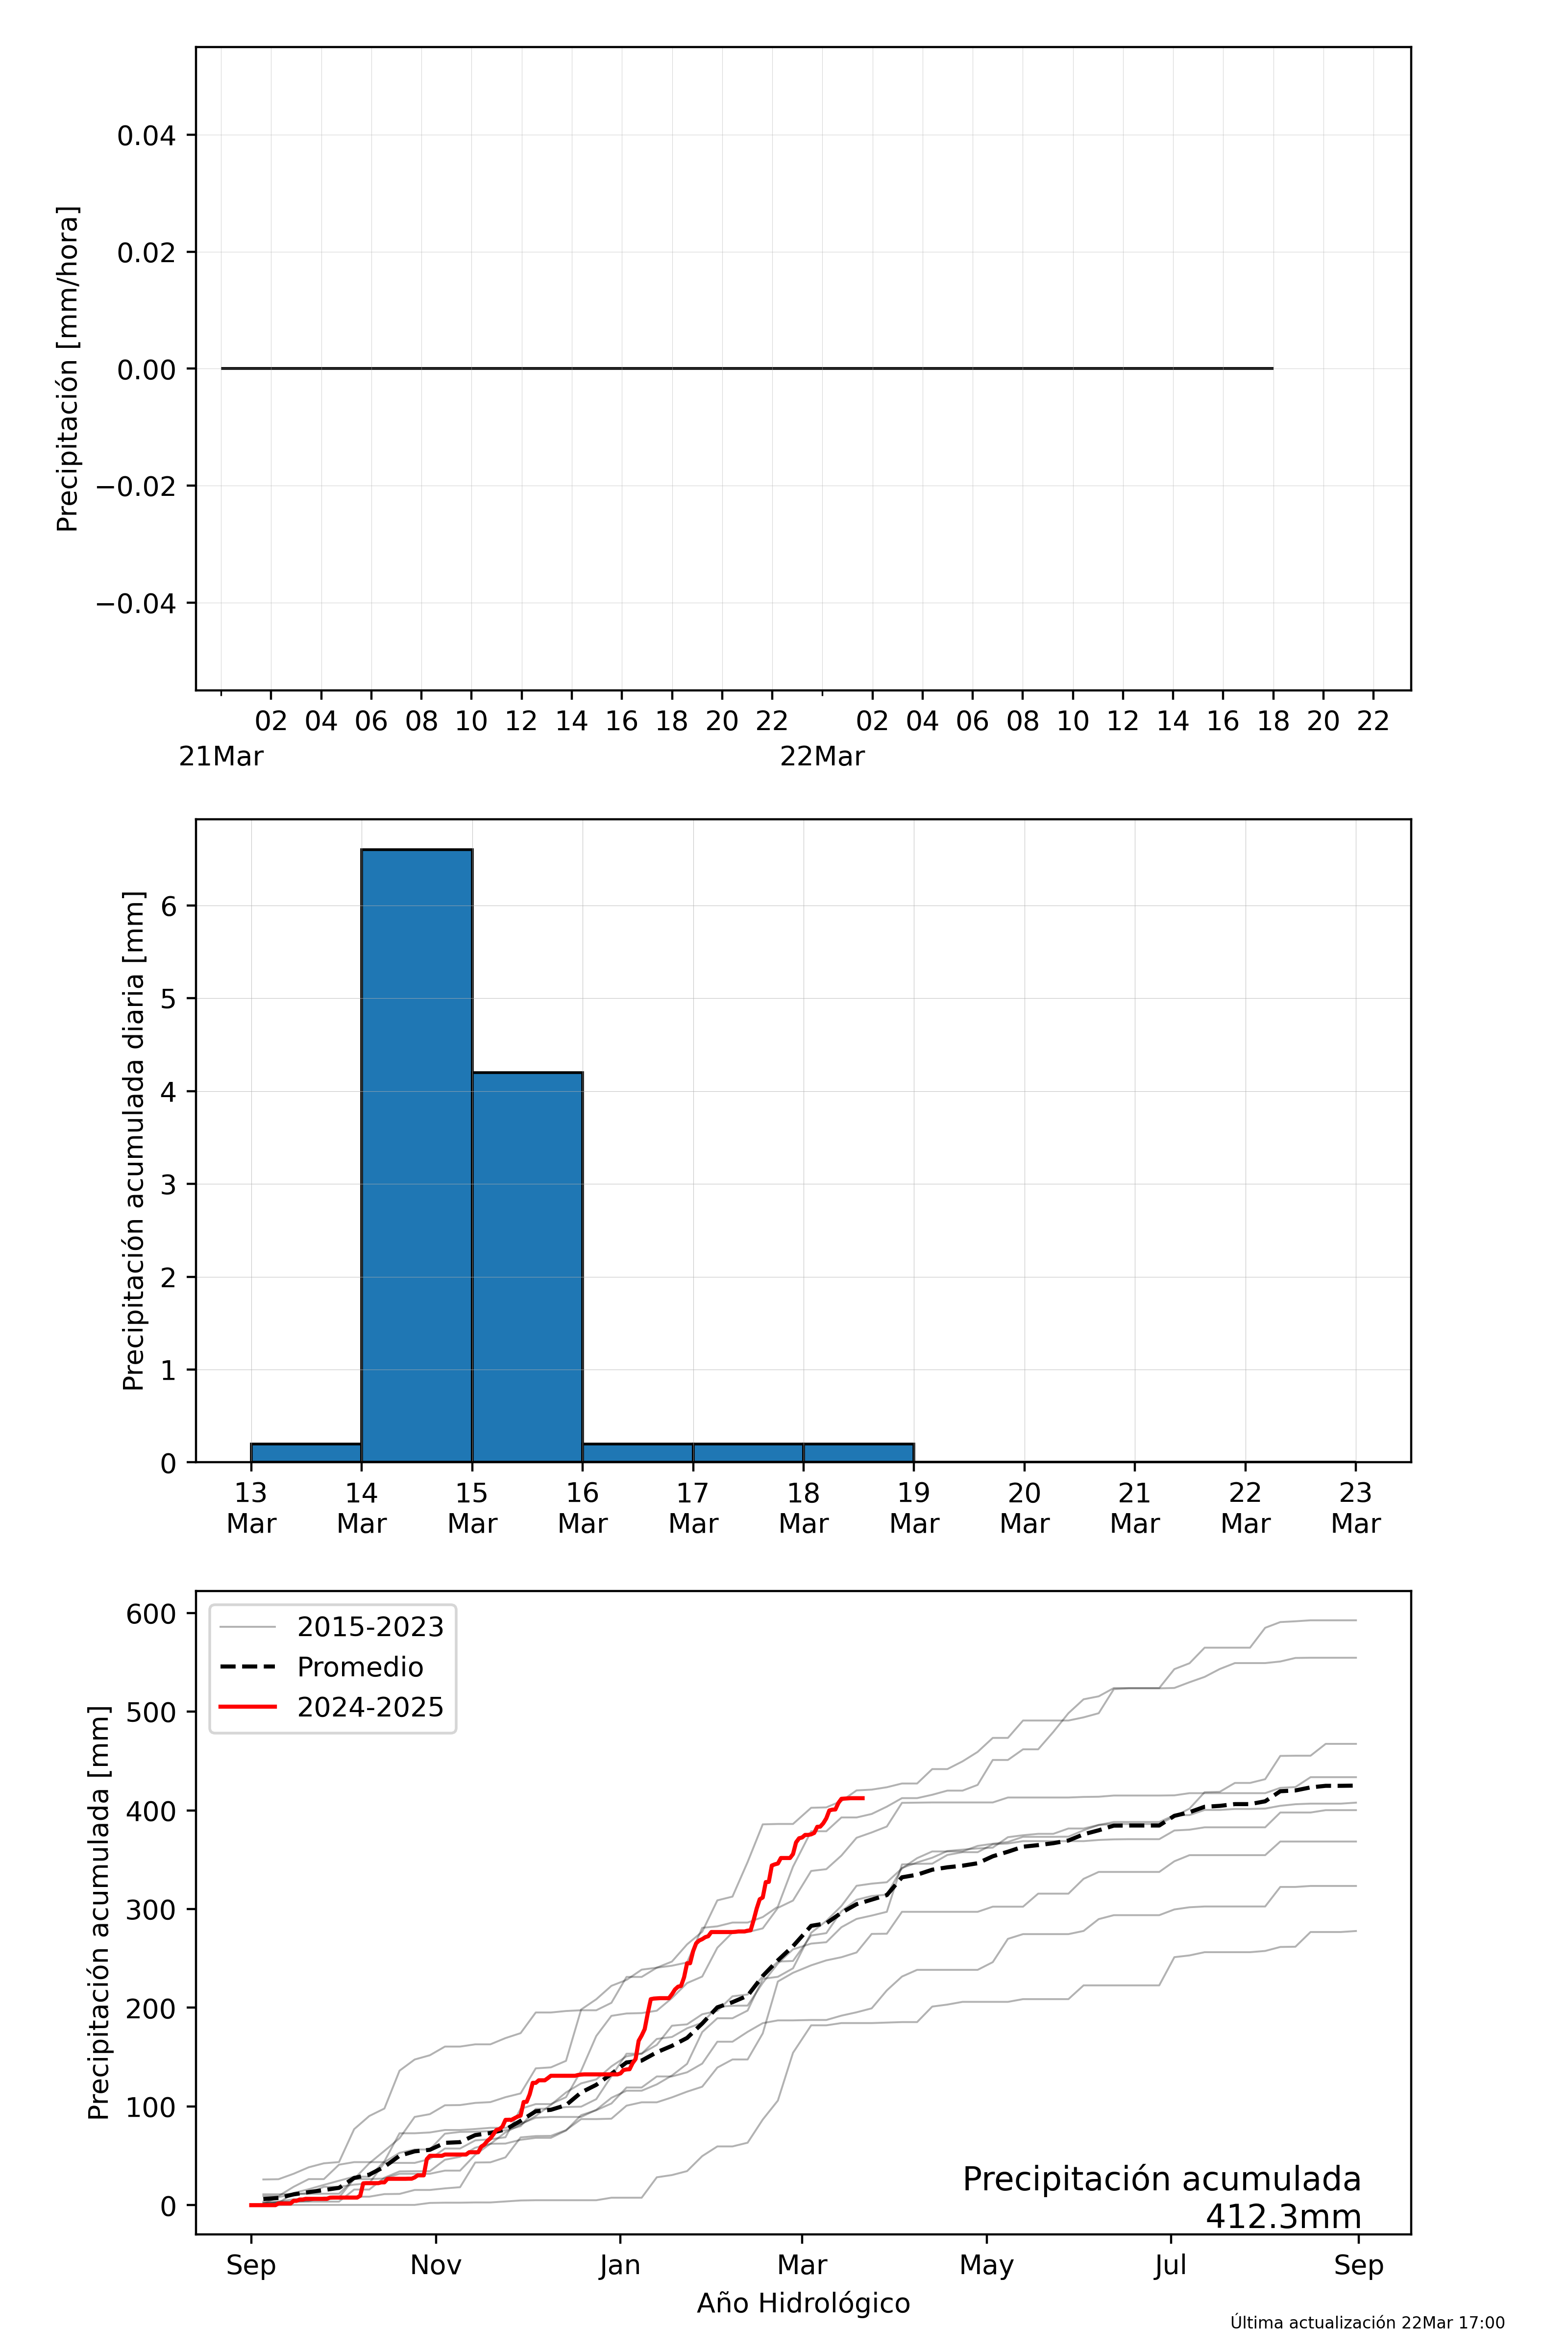 0.04
0.02
0.00
−0.02
−0.04
Precipitación [mm/hora]
02 04 06 08 10 12 14 16 18 20 22 02 04 06 08 10 12 14 16 18 20 22
21Mar 22Mar
6
5
4
3
2
1
0
Precipitación acumulada diaria [mm]
13 14 15 16 17 18 19 20 21 22 23
Mar Mar Mar Mar Mar Mar Mar Mar Mar Mar Mar
600
500
400
300
200
100
0
Precipitación acumulada [mm]
2015-2023
Promedio
2024-2025
Precipitación acumulada
412.3mm
Sep Nov Jan Mar May Jul Sep
Año Hidrológico
Última actualización 22Mar 17:00